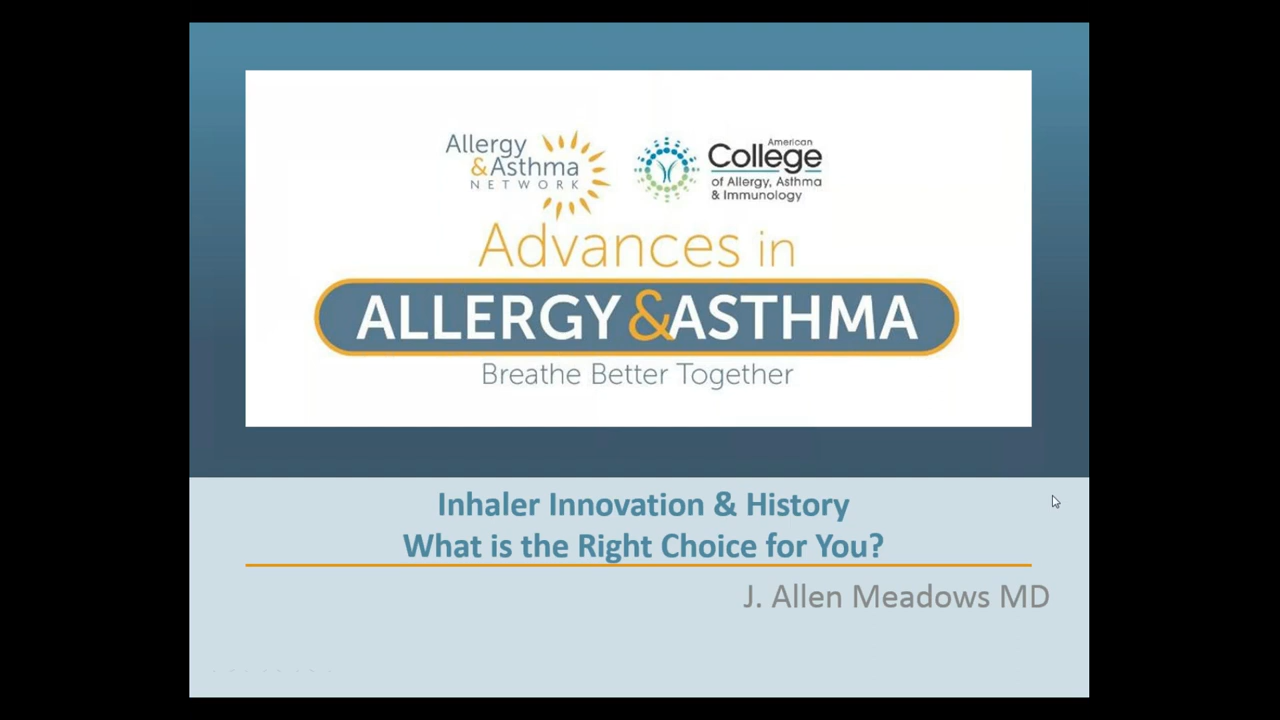 Allergy
&Asthma
NETWORK
American
College
of Allergy, Asthma
& Immunology
Advances in
ALLERGY & ASTHMA
Breathe Better Together
Inhaler Innovation & History
What is the Right Choice for You?
J. Allen Meadows MD